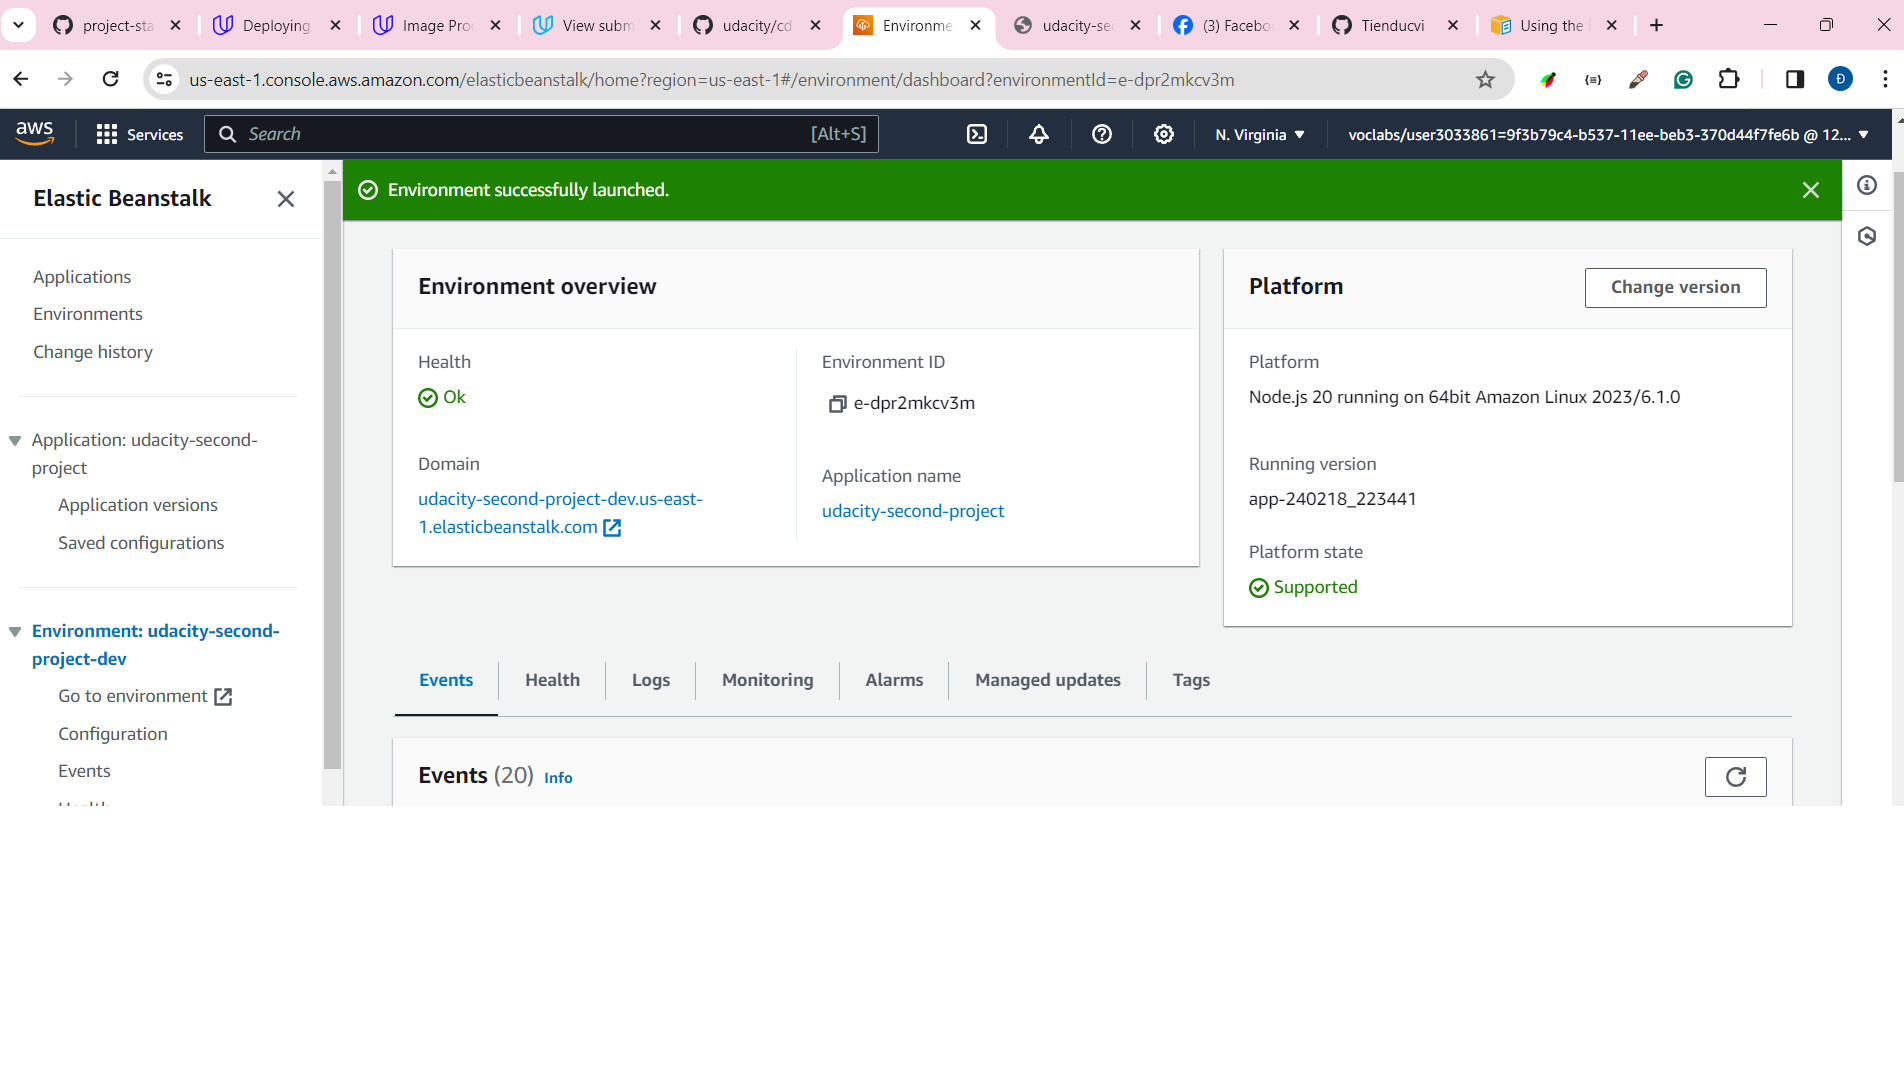 project-sta
Deploying
Image Pro
View subm
udacity/cd
Environme
udacity-sec
(3) Facebo
Tienducvi
Using the
us-east-1.console.aws.amazon.com/elasticbeanstalk/home?region=us-east-1#/environment/dashboard?environmentId=e-dpr2mkcv3m
Đ
aws
Services
Search
[Alt+S]
N. Virginia
voclabs/user3033861=9f3b79c4-b537-11ee-beb3-370d44f7fe6b @ 12...
Elastic Beanstalk
Applications
Environments
Change history
Application: udacity-second-
project
Application versions
Saved configurations
Environment: udacity-second-
project-dev
Go to environment
Configuration
Events
Health
Environment successfully launched.
Environment overview
Health
Ok
Domain
udacity-second-project-dev.us-east-
1.elasticbeanstalk.com
Environment ID
e-dpr2mkcv3m
Application name
udacity-second-project
Platform
Change version
Platform
Node.js 20 running on 64bit Amazon Linux 2023/6.1.0
Running version
app-240218_223441
Platform state
Supported
Events
Health
Logs
Monitoring
Alarms
Managed updates
Tags
Events (20) Info